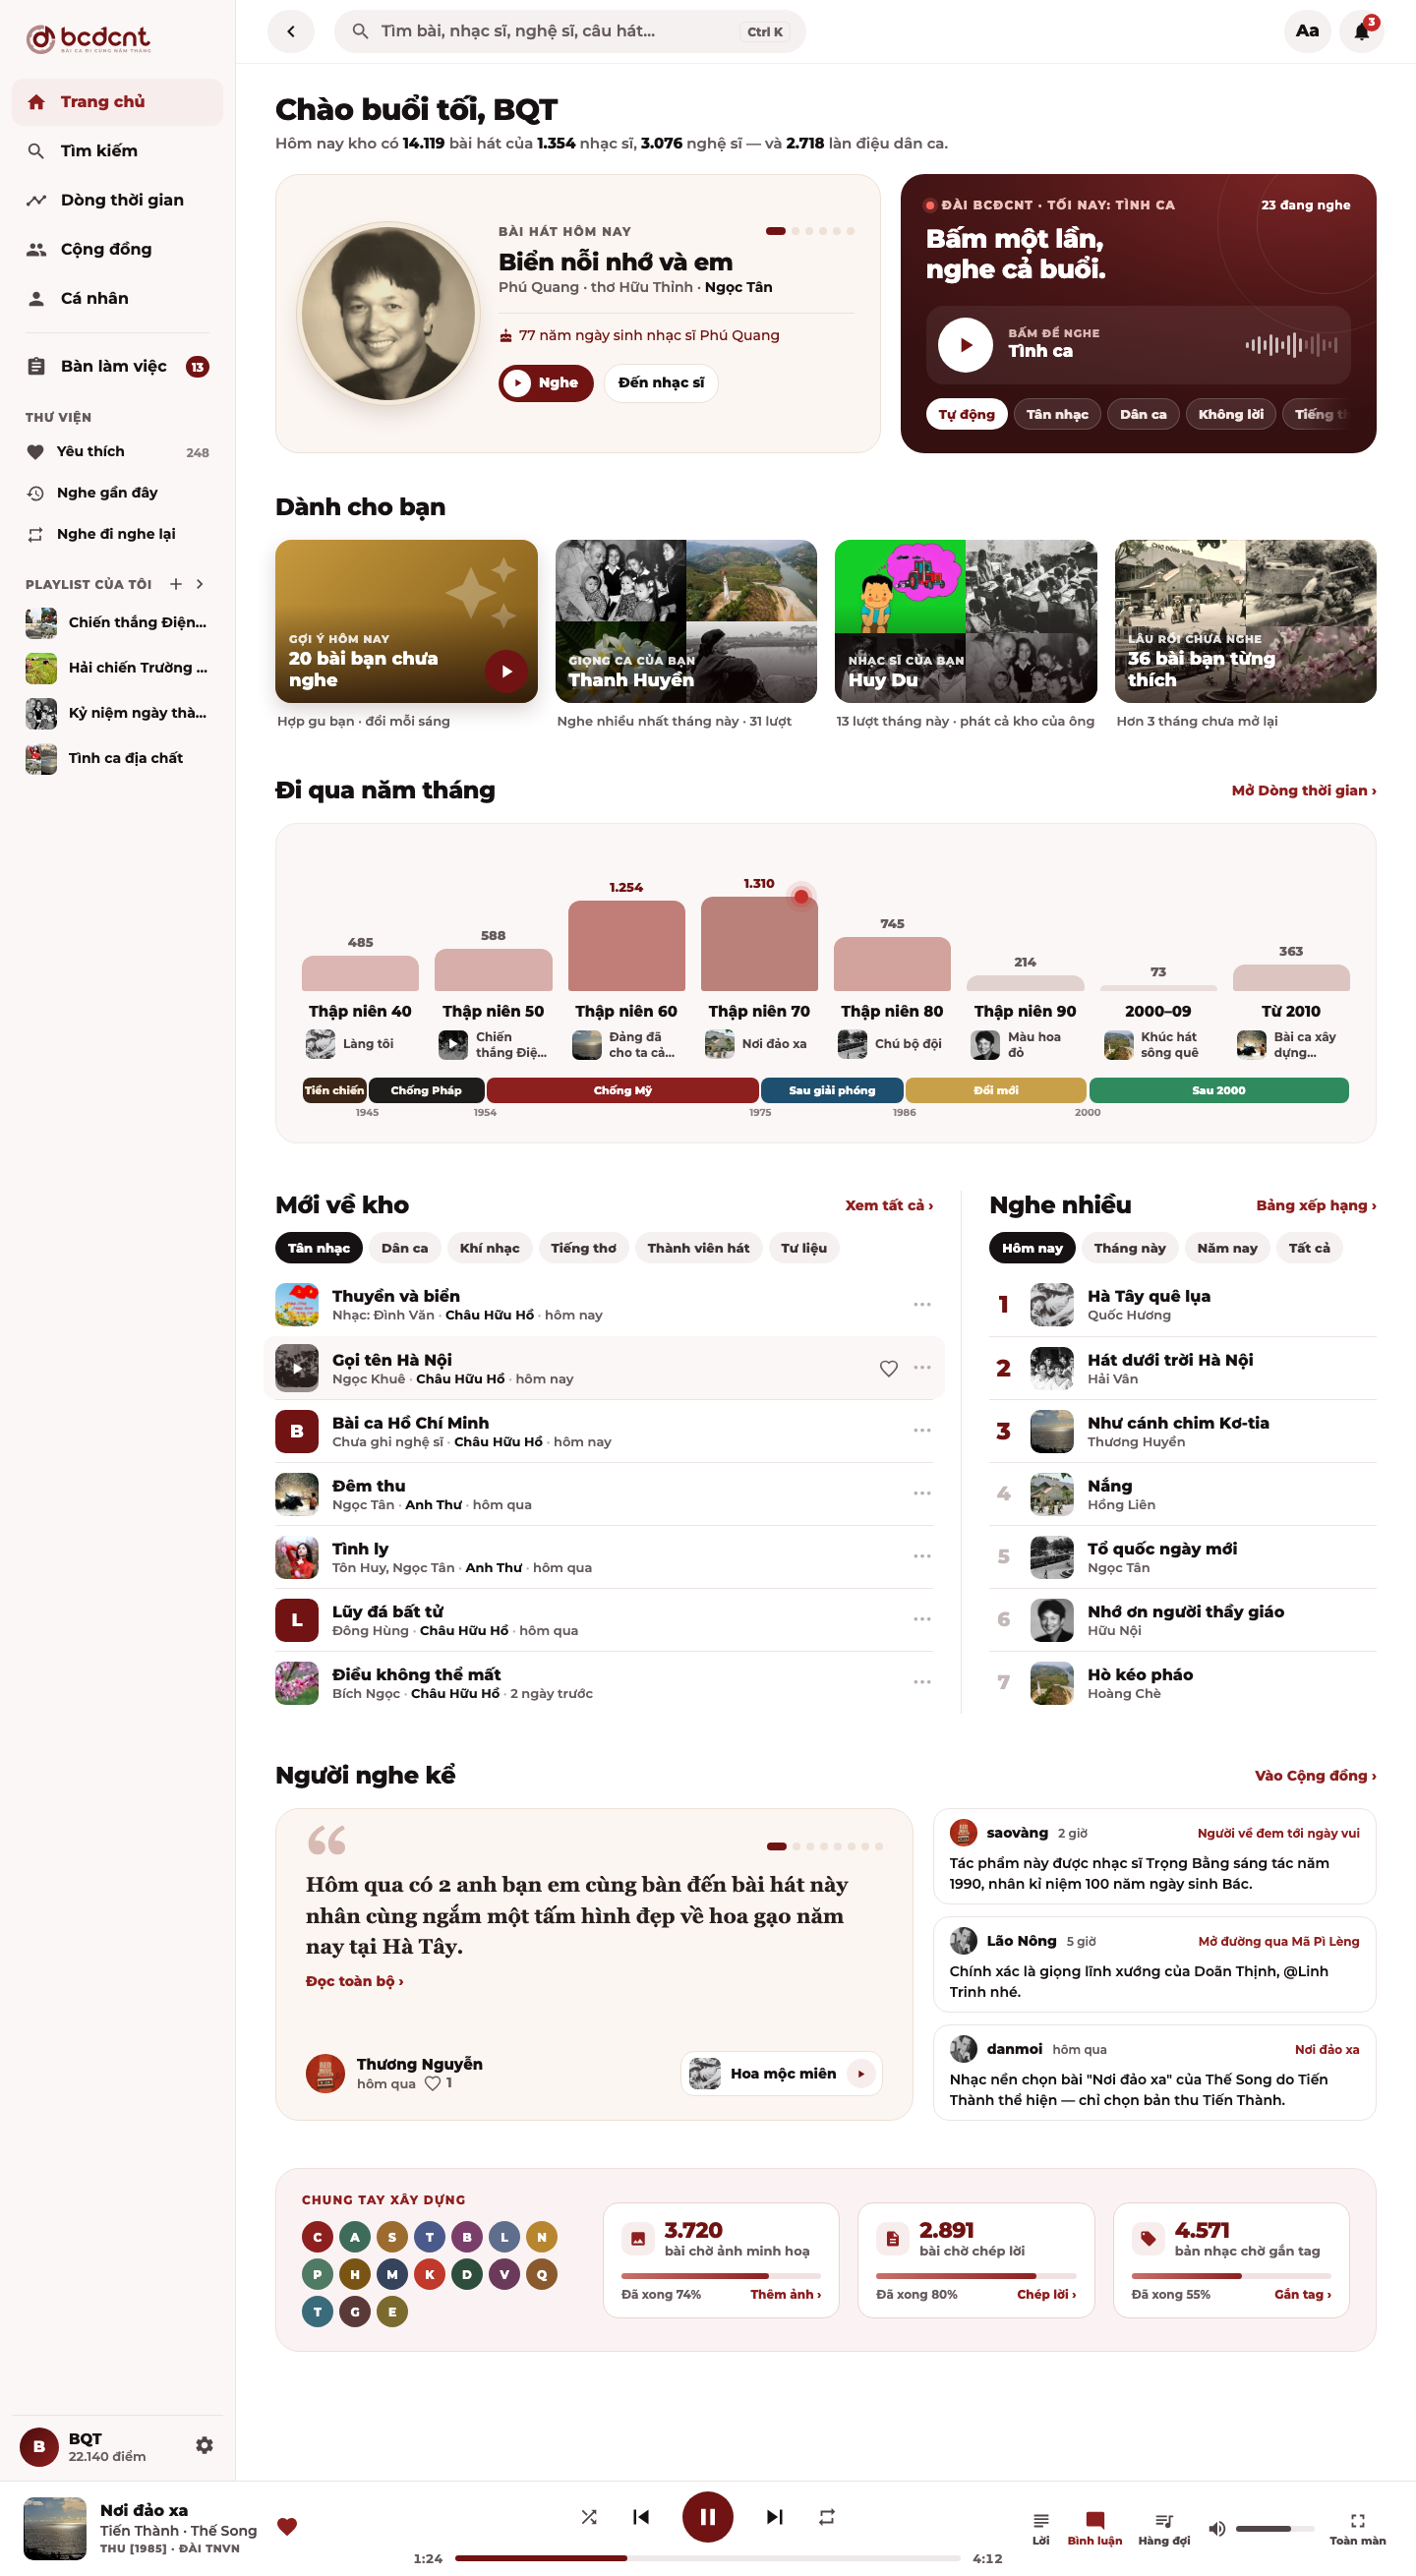 bcdcnt
BÀI CA ĐI CÙNG NĂM THÁNG
Trang chủ
Tìm kiếm
Dòng thời gian
Cộng đồng
Cá nhân
Bàn làm việc 13
THƯ VIỆN
Yêu thích 248
Nghe gần đây
Nghe đi nghe lại
PLAYLIST CỦA TÔI
Chiến thắng Điện...
Hải chiến Trường ...
Kỷ niệm ngày thà...
Tình ca địa chất
BQT
22.140 điểm
Tìm bài, nhạc sĩ, nghệ sĩ, câu hát... Ctrl K
Aa 3
Chào buổi tối, BQT
Hôm nay kho có 14.119 bài hát của 1.354 nhạc sĩ, 3.076 nghệ sĩ — và 2.718 làn điệu dân ca.
BÀI HÁT HÔM NAY
Biển nỗi nhớ và em
Phú Quang · thơ Hữu Thỉnh · Ngọc Tân
77 năm ngày sinh nhạc sĩ Phú Quang
Nghe Đến nhạc sĩ
ĐÀI BCĐCNT · TỐI NAY: TÌNH CA 23 đang nghe
Bấm một lần,
nghe cả buổi.
BẤM ĐỂ NGHE
Tình ca
Tự động Tân nhạc Dân ca Không lời Tiếng th
Dành cho bạn
GỢI Ý HÔM NAY
20 bài bạn chưa
nghe
Hợp gu bạn · đổi mỗi sáng
GIỌNG CA CỦA BẠN
Thanh Huyền
Nghe nhiều nhất tháng này · 31 lượt
NHẠC SĨ CỦA BẠN
Huy Du
13 lượt tháng này · phát cả kho của ông
LÂU RỒI CHƯA NGHE
36 bài bạn từng
thích
Hơn 3 tháng chưa mở lại
Đi qua năm tháng Mở Dòng thời gian ›
485 588 1.254 1.310 745 214 73 363
Thập niên 40 Thập niên 50 Thập niên 60 Thập niên 70 Thập niên 80 Thập niên 90 2000–09 Từ 2010
Làng tôi
Chiến
thắng Điệ...
Đảng đã
cho ta cả...
Nơi đảo xa
Chú bộ đội
Màu hoa
đỏ
Khúc hát
sông quê
Bài ca xây
dựng...
Tiền chiến Chống Pháp Chống Mỹ Sau giải phóng Đổi mới Sau 2000
1945 1954 1975 1986 2000
Mới về kho Xem tất cả ›
Tân nhạc Dân ca Khí nhạc Tiếng thơ Thành viên hát Tư liệu
Thuyền và biển
Nhạc: Đình Văn · Châu Hữu Hồ · hôm nay
Gọi tên Hà Nội
Ngọc Khuê · Châu Hữu Hồ · hôm nay
B
Bài ca Hồ Chí Minh
Chưa ghi nghệ sĩ · Châu Hữu Hồ · hôm nay
Đêm thu
Ngọc Tân · Anh Thư · hôm qua
Tình ly
Tôn Huy, Ngọc Tân · Anh Thư · hôm qua
L
Lũy đá bất tử
Đông Hùng · Châu Hữu Hồ · hôm qua
Điều không thể mất
Bích Ngọc · Châu Hữu Hồ · 2 ngày trước
Nghe nhiều Bảng xếp hạng ›
Hôm nay Tháng này Năm nay Tất cả
1 Hà Tây quê lụa
Quốc Hương
2 Hát dưới trời Hà Nội
Hải Vân
3 Như cánh chim Kơ-tia
Thương Huyền
4 Nắng
Hồng Liên
5 Tổ quốc ngày mới
Ngọc Tân
6 Nhớ ơn người thầy giáo
Hữu Nội
7 Hò kéo pháo
Hoàng Chè
Người nghe kể Vào Cộng đồng ›
Hôm qua có 2 anh bạn em cùng bàn đến bài hát này
nhân cùng ngắm một tấm hình đẹp về hoa gạo năm
nay tại Hà Tây.
Đọc toàn bộ ›
Thương Nguyễn
hôm qua 1
Hoa mộc miên
saovàng 2 giờ Người về đem tới ngày vui
Tác phẩm này được nhạc sĩ Trọng Bằng sáng tác năm
1990, nhân kỉ niệm 100 năm ngày sinh Bác.
Lão Nông 5 giờ Mở đường qua Mã Pì Lèng
Chính xác là giọng lĩnh xướng của Doãn Thịnh, @Linh
Trinh nhé.
danmoi hôm qua Nơi đảo xa
Nhạc nền chọn bài "Nơi đảo xa" của Thế Song do Tiến
Thành thể hiện — chỉ chọn bản thu Tiến Thành.
CHUNG TAY XÂY DỰNG
C A S T B L N
P H M K D V Q
T G E
3.720
bài chờ ảnh minh hoạ
Đã xong 74% Thêm ảnh ›
2.891
bài chờ chép lời
Đã xong 80% Chép lời ›
4.571
bản nhạc chờ gắn tag
Đã xong 55% Gắn tag ›
Nơi đảo xa
Tiến Thành · Thế Song
THU [1985] · ĐÀI TNVN
1:24 4:12
Lời Bình luận Hàng đợi Toàn màn